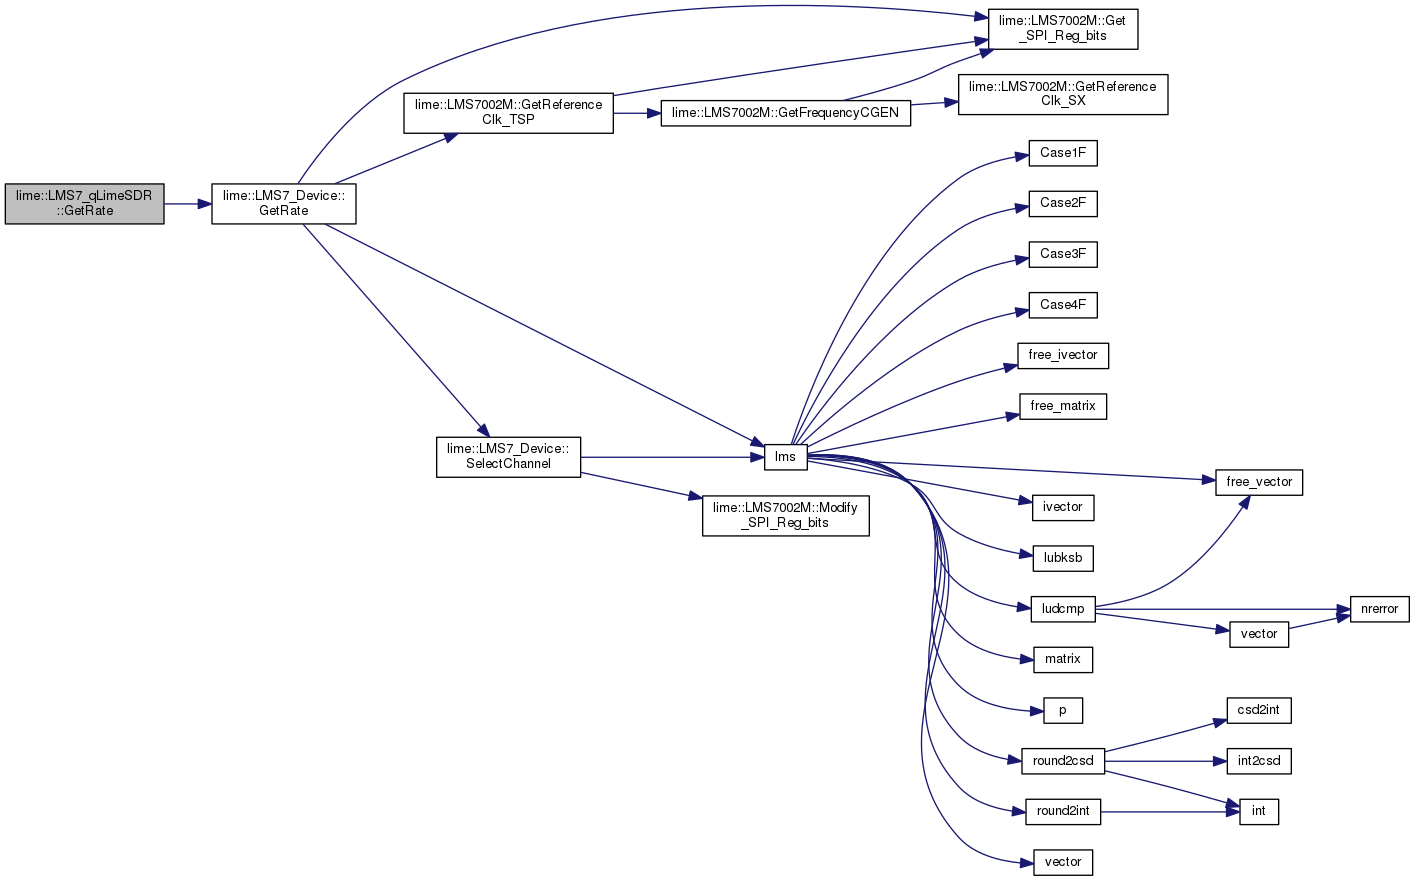 lime::LMS7_qLimeSDR
::GetRate
lime::LMS7_Device::
GetRate
lime::LMS7002M::Get
_SPI_Reg_bits
lime::LMS7002M::GetReference
Clk_TSP
lime::LMS7002M::GetFrequencyCGEN
lime::LMS7002M::GetReference
Clk_SX
lime::LMS7_Device::
SelectChannel
lms
lime::LMS7002M::Modify
_SPI_Reg_bits
Case1F
Case2F
Case3F
Case4F
free_ivector
free_matrix
free_vector
ivector
lubksb
ludcmp
vector
nrerror
matrix
p
round2csd
csd2int
int2csd
int
round2int
vector